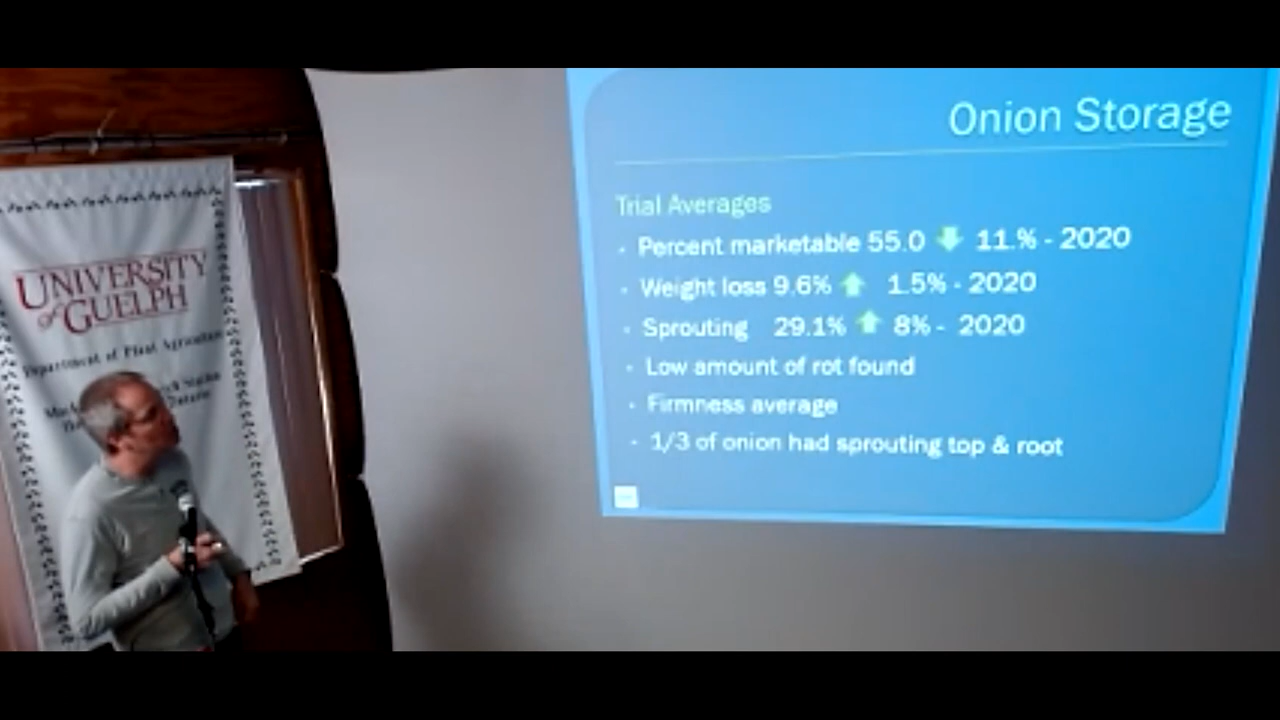 UNIVERSITY
of GUELPH
Department of Plant Agriculture
Onion Storage
Trial Averages
• Percent marketable 55.0 ⬇ 11.% - 2020
• Weight loss 9.6% ⬆ 1.5% - 2020
• Sprouting 29.1% ⬆ 8% - 2020
• Low amount of rot found
• Firmness average
• 1/3 of onion had sprouting top & root